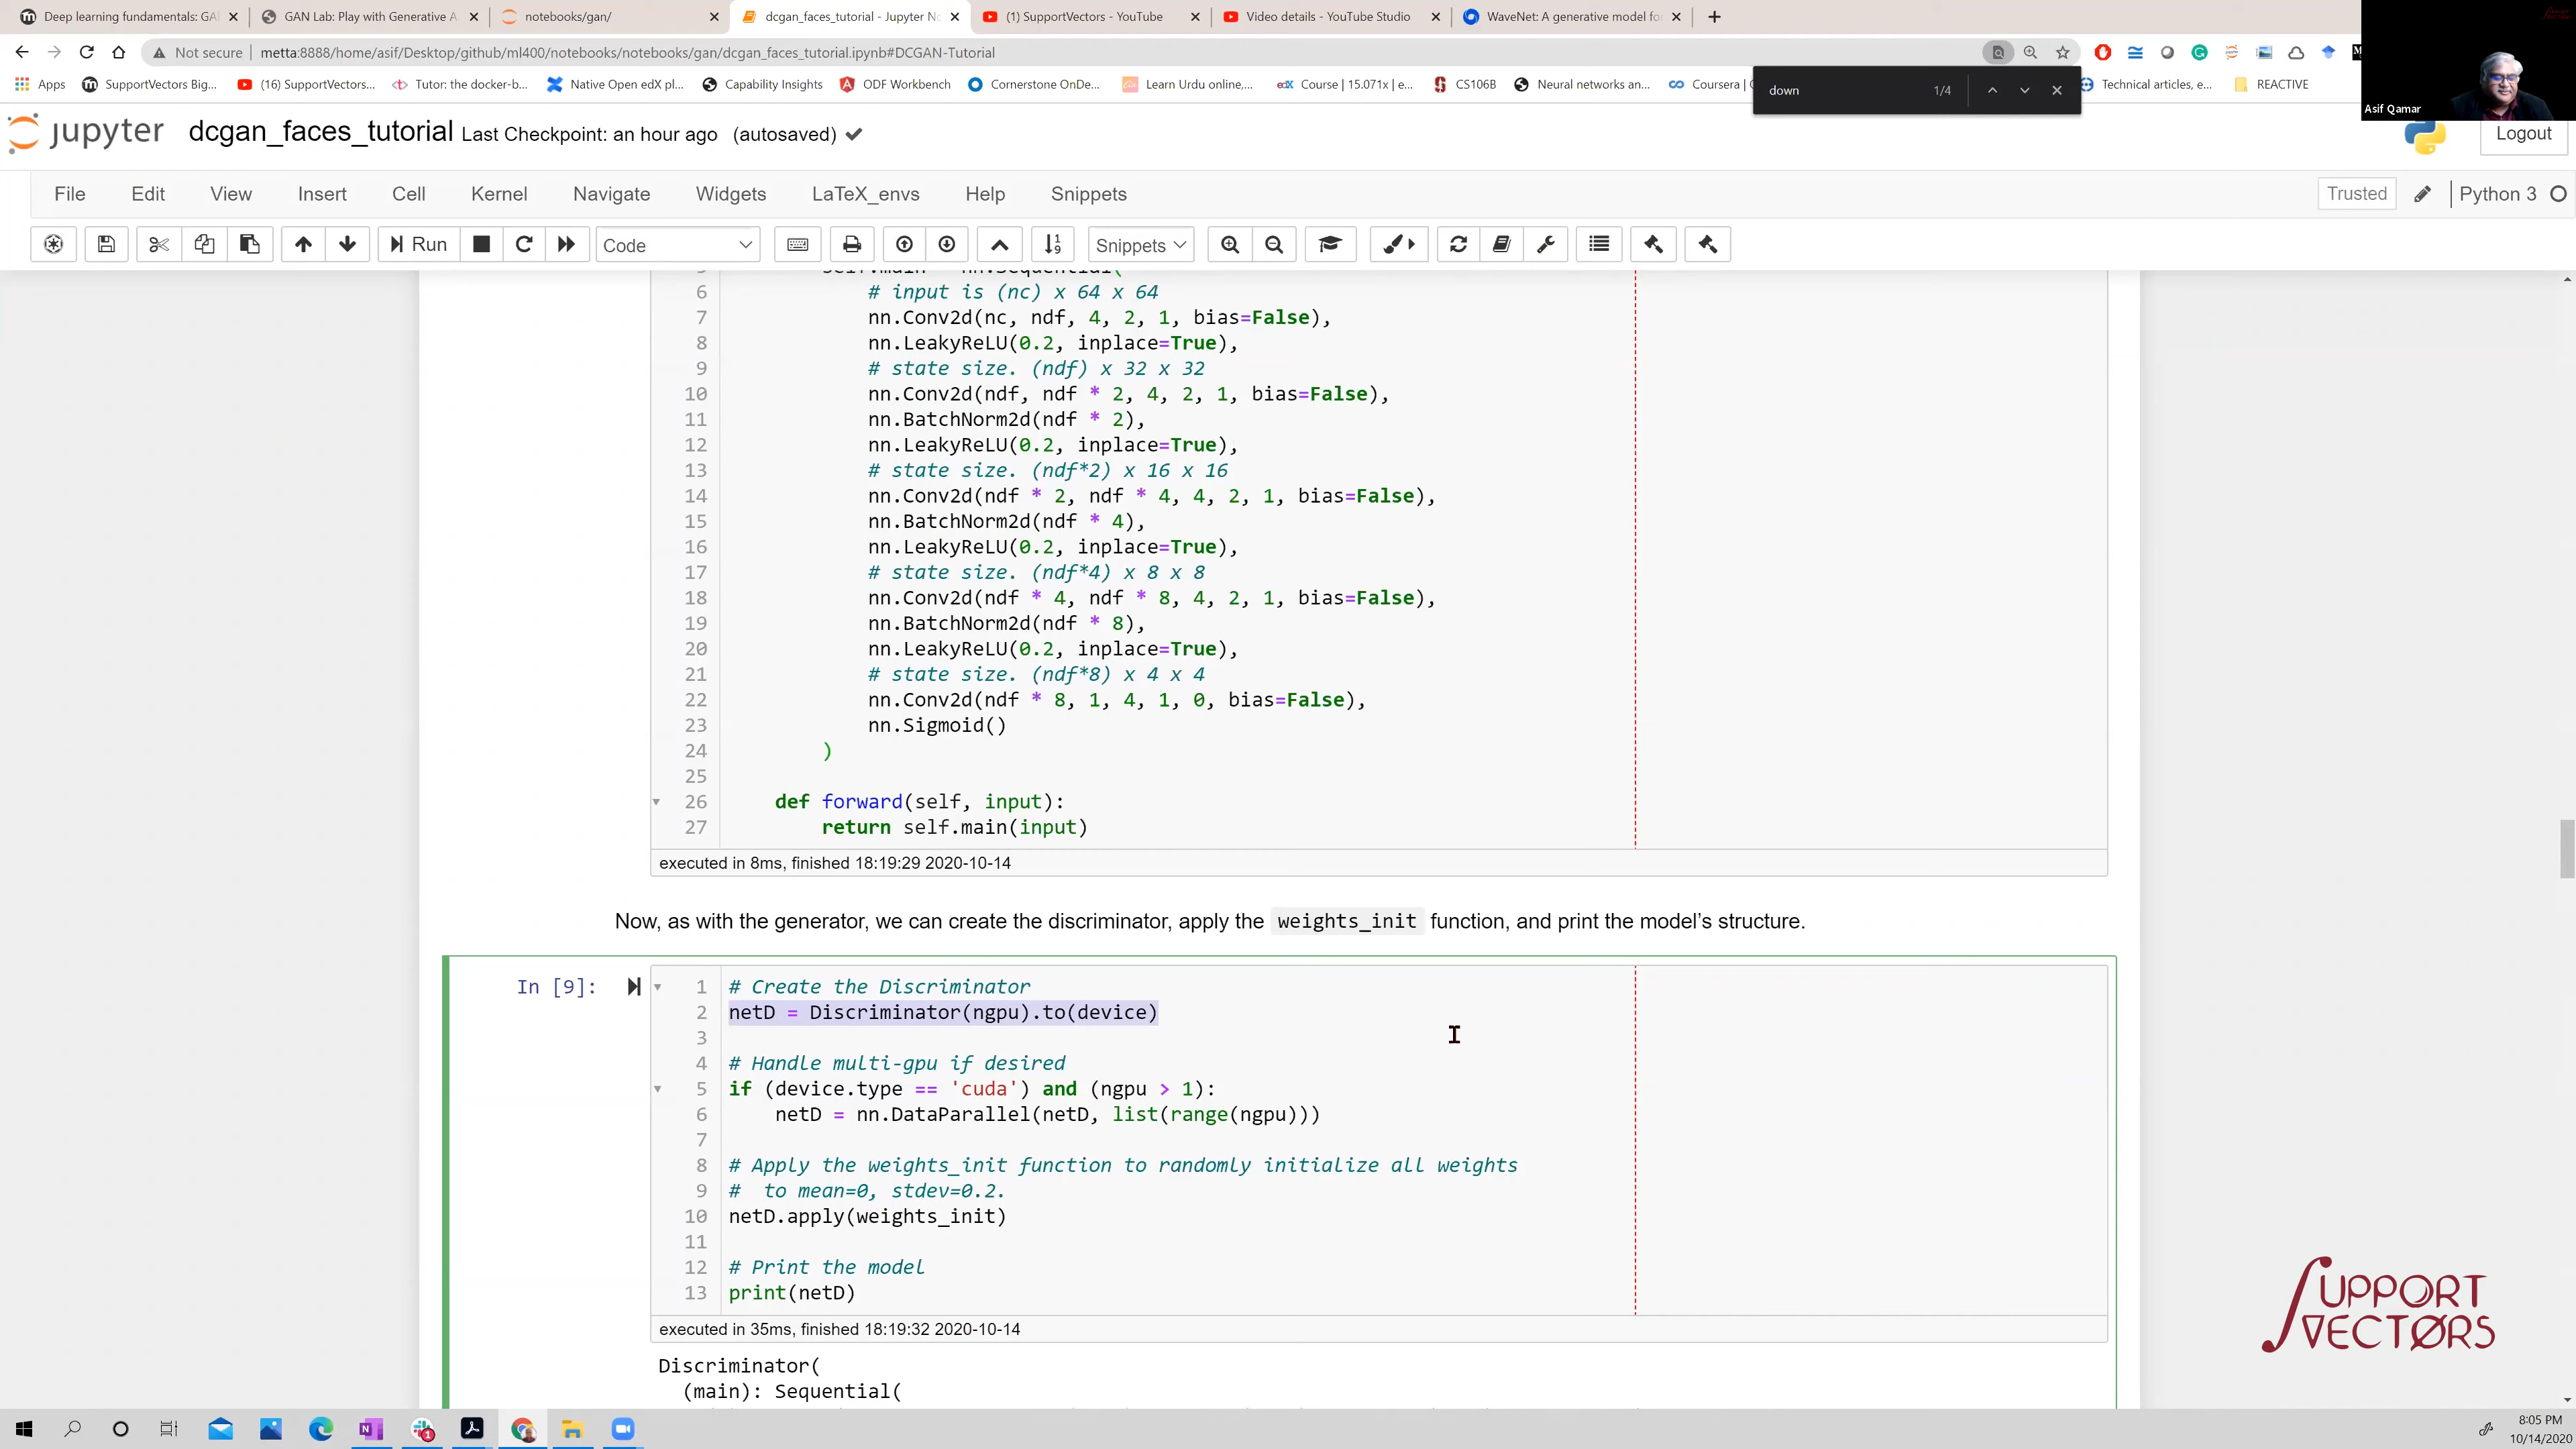 Deep learning fundamentals: GA
GAN Lab: Play with Generative A
notebooks/gan/
dcgan_faces_tutorial - Jupyter No
(1) SupportVectors - YouTube
Video details - YouTube Studio
WaveNet: A generative model fo
Not secure | metta:8888/home/asif/Desktop/github/ml400/notebooks/notebooks/gan/dcgan_faces_tutorial.ipynb#DCGAN-Tutorial
Apps
SupportVectors Big...
(16) SupportVectors...
Tutor: the docker-b...
Native Open edX pl...
Capability Insights
ODF Workbench
Cornerstone OnDe...
Learn Urdu online,...
edX Course | 15.071x | e...
CS106B
Neural networks an...
Coursera |
Technical articles, e...
REACTIVE
down 1/4
Asif Qamar
jupyter dcgan_faces_tutorial Last Checkpoint: an hour ago (autosaved)
Logout
File Edit View Insert Cell Kernel Navigate Widgets LaTeX_envs Help Snippets
Trusted Python 3
Run Code Snippets
6 # input is (nc) x 64 x 64
7 nn.Conv2d(nc, ndf, 4, 2, 1, bias=False),
8 nn.LeakyReLU(0.2, inplace=True),
9 # state size. (ndf) x 32 x 32
10 nn.Conv2d(ndf, ndf * 2, 4, 2, 1, bias=False),
11 nn.BatchNorm2d(ndf * 2),
12 nn.LeakyReLU(0.2, inplace=True),
13 # state size. (ndf*2) x 16 x 16
14 nn.Conv2d(ndf * 2, ndf * 4, 4, 2, 1, bias=False),
15 nn.BatchNorm2d(ndf * 4),
16 nn.LeakyReLU(0.2, inplace=True),
17 # state size. (ndf*4) x 8 x 8
18 nn.Conv2d(ndf * 4, ndf * 8, 4, 2, 1, bias=False),
19 nn.BatchNorm2d(ndf * 8),
20 nn.LeakyReLU(0.2, inplace=True),
21 # state size. (ndf*8) x 4 x 4
22 nn.Conv2d(ndf * 8, 1, 4, 1, 0, bias=False),
23 nn.Sigmoid()
24 )
25
26 def forward(self, input):
27 return self.main(input)
executed in 8ms, finished 18:19:29 2020-10-14
Now, as with the generator, we can create the discriminator, apply the weights_init function, and print the model's structure.
In [9]:
1 # Create the Discriminator
2 netD = Discriminator(ngpu).to(device)
3
4 # Handle multi-gpu if desired
5 if (device.type == 'cuda') and (ngpu > 1):
6 netD = nn.DataParallel(netD, list(range(ngpu)))
7
8 # Apply the weights_init function to randomly initialize all weights
9 #  to mean=0, stdev=0.2.
10 netD.apply(weights_init)
11
12 # Print the model
13 print(netD)
executed in 35ms, finished 18:19:32 2020-10-14
Discriminator(
(main): Sequential(
SUPPORT
VECTORS
8:05 PM
10/14/2020